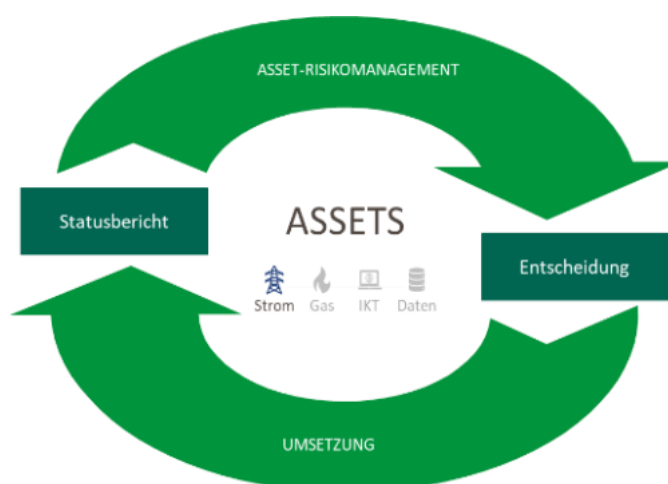 ASSET-RISIKOMANAGEMENT
Statusbericht
ASSETS
Entscheidung
Strom Gas IKT Daten
UMSETZUNG